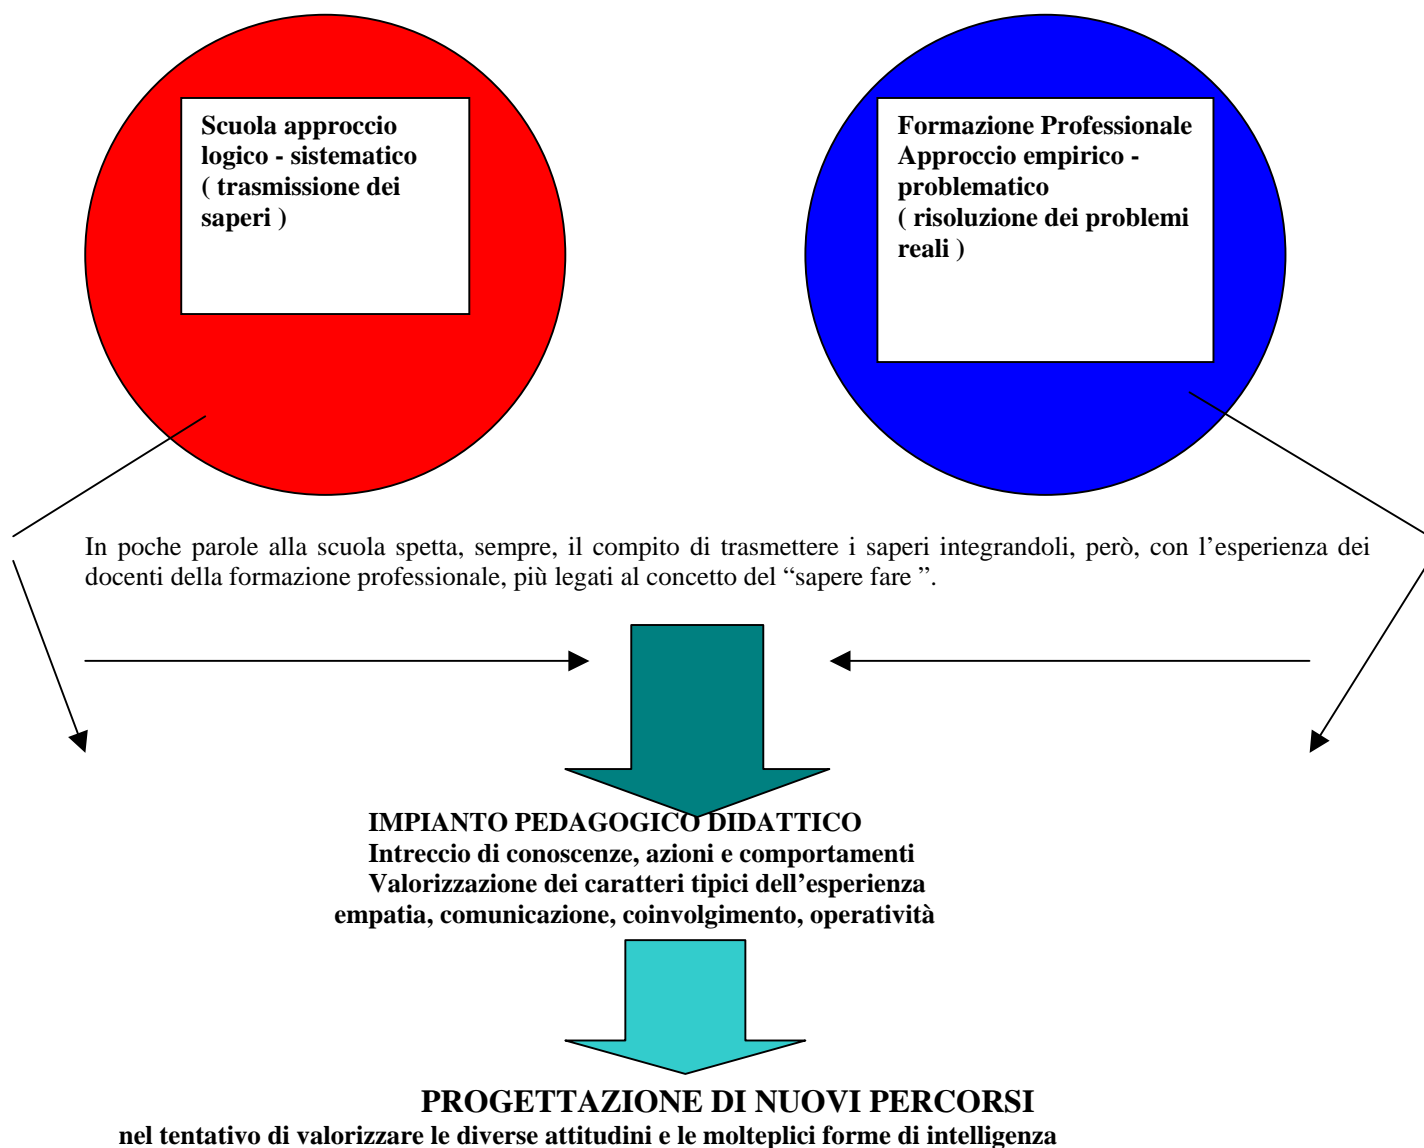 Scuola approccio
logico - sistematico
( trasmissione dei
saperi )
Formazione Professionale
Approccio empirico -
problematico
( risoluzione dei problemi
reali )
In poche parole alla scuola spetta, sempre, il compito di trasmettere i saperi integrandoli, però, con l’esperienza dei
docenti della formazione professionale, più legati al concetto del “sapere fare ”.
IMPIANTO PEDAGOGICO DIDATTICO
Intreccio di conoscenze, azioni e comportamenti
Valorizzazione dei caratteri tipici dell’esperienza
empatia, comunicazione, coinvolgimento, operatività
PROGETTAZIONE DI NUOVI PERCORSI
nel tentativo di valorizzare le diverse attitudini e le molteplici forme di intelligenza